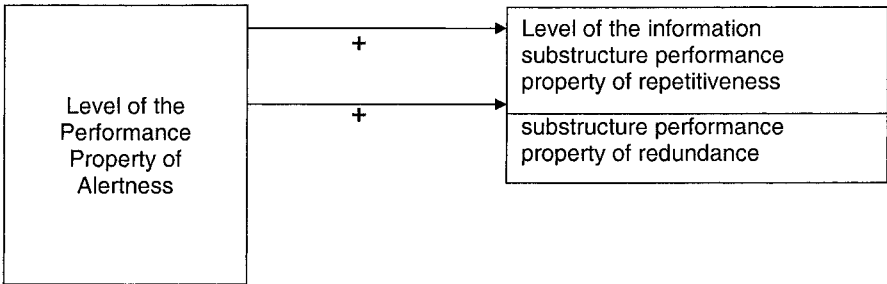 Level of the
Performance
Property of
Alertness
+
+
Level of the information
substructure performance
property of repetitiveness
substructure performance
property of redundance